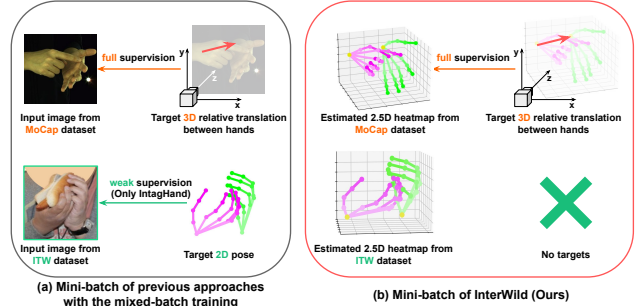 y
full supervision
z
x
Input image from
MoCap dataset
Target 3D relative translation
between hands
weak supervision
(Only IntagHand)
Input image from
ITW dataset
Target 2D pose
(a) Mini-batch of previous approaches
with the mixed-batch training
full supervision
y
z
x
Estimated 2.5D heatmap from
MoCap dataset
Target 3D relative translation
between hands
Estimated 2.5D heatmap from
ITW dataset
No targets
(b) Mini-batch of InterWild (Ours)